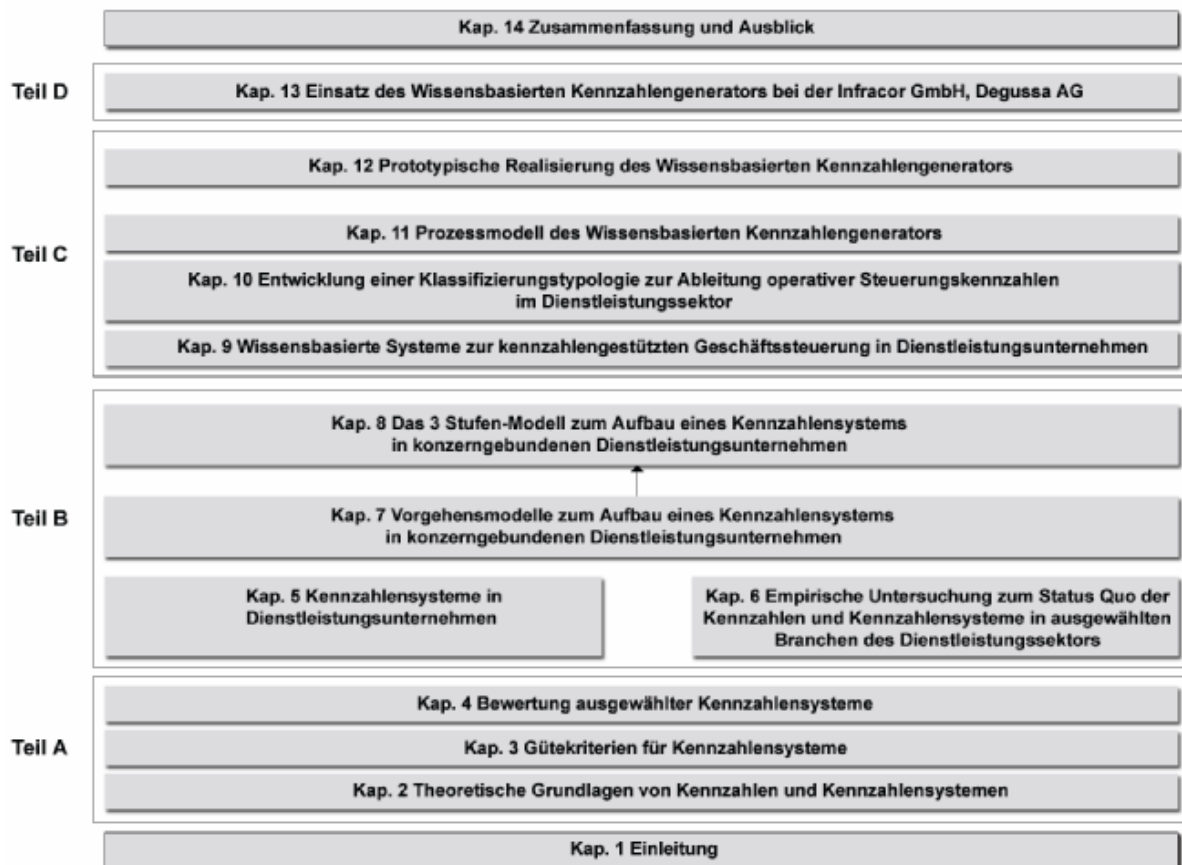 Kap. 14 Zusammenfassung und Ausblick
Teil D
Kap. 13 Einsatz des Wissensbasierten Kennzahlengenerators bei der Infracor GmbH, Degussa AG
Kap. 12 Prototypische Realisierung des Wissensbasierten Kennzahlengenerators
Kap. 11 Prozessmodell des Wissensbasierten Kennzahlengenerators
Teil C
Kap. 10 Entwicklung einer Klassifizierungstypologie zur Ableitung operativer Steuerungskennzahlen
im Dienstleistungssektor
Kap. 9 Wissensbasierte Systeme zur kennzahlengestützten Geschäftssteuerung in Dienstleistungsunternehmen
Kap. 8 Das 3 Stufen-Modell zum Aufbau eines Kennzahlensystems
in konzerngebundenen Dienstleistungsunternehmen
Teil B
Kap. 7 Vorgehensmodelle zum Aufbau eines Kennzahlensystems
in konzerngebundenen Dienstleistungsunternehmen
Kap. 5 Kennzahlensysteme in
Dienstleistungsunternehmen
Kap. 6 Empirische Untersuchung zum Status Quo der
Kennzahlen und Kennzahlensysteme in ausgewählten
Branchen des Dienstleistungssektors
Kap. 4 Bewertung ausgewählter Kennzahlensysteme
Teil A
Kap. 3 Gütekriterien für Kennzahlensysteme
Kap. 2 Theoretische Grundlagen von Kennzahlen und Kennzahlensystemen
Kap. 1 Einleitung